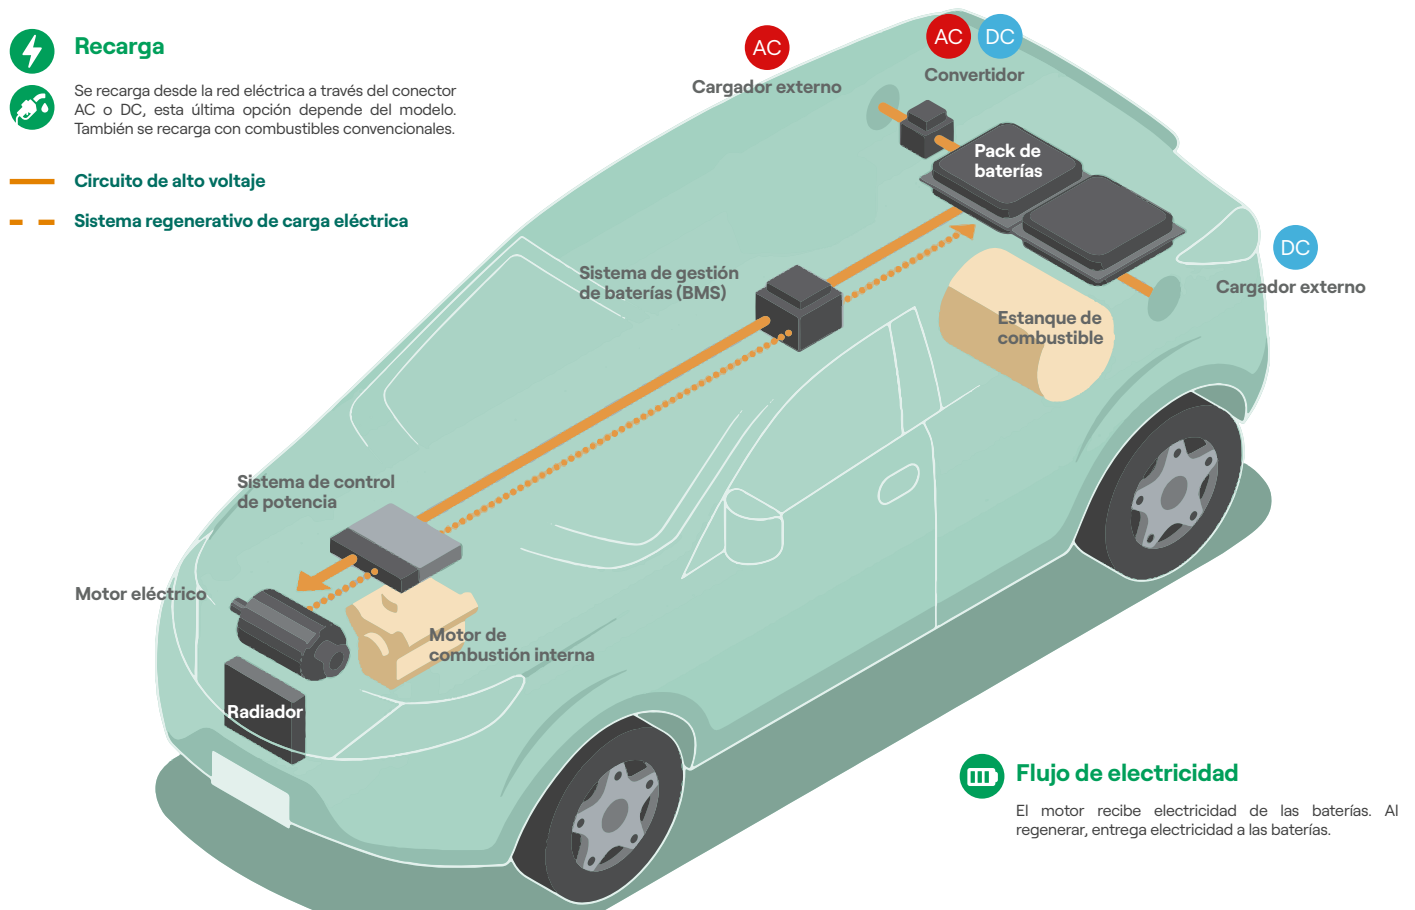 Recarga
Se recarga desde la red eléctrica a través del conector
AC o DC, esta última opción depende del modelo.
También se recarga con combustibles convencionales.
Circuito de alto voltaje
Sistema regenerativo de carga eléctrica
AC
Cargador externo
AC DC
Convertidor
Pack de
baterías
DC
Cargador externo
Sistema de gestión
de baterías (BMS)
Estanque de
combustible
Sistema de control
de potencia
Motor eléctrico
Motor de
combustión interna
Radiador
Flujo de electricidad
El motor recibe electricidad de las baterías. Al
regenerar, entrega electricidad a las baterías.